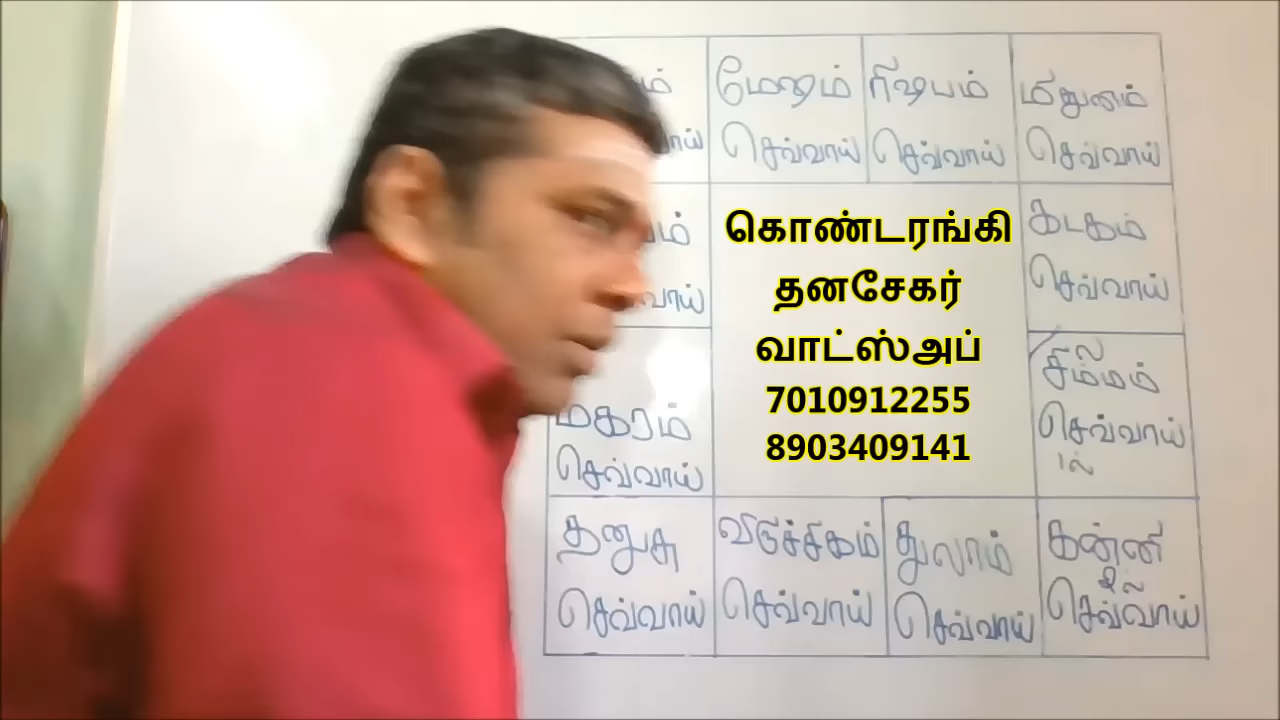 மேஷம்
செவ்வாய்
ரிஷபம்
செவ்வாய்
மிதுனம்
செவ்வாய்
கடகம்
செவ்வாய்
கொண்டரங்கி
தனசேகர்
வாட்ஸ்அப்
7010912255
8903409141
சிம்மம்
செவ்வாய்
மகரம்
செவ்வாய்
தனுசு
செவ்வாய்
விருச்சிகம்
செவ்வாய்
துலாம்
செவ்வாய்
கன்னி
செவ்வாய்